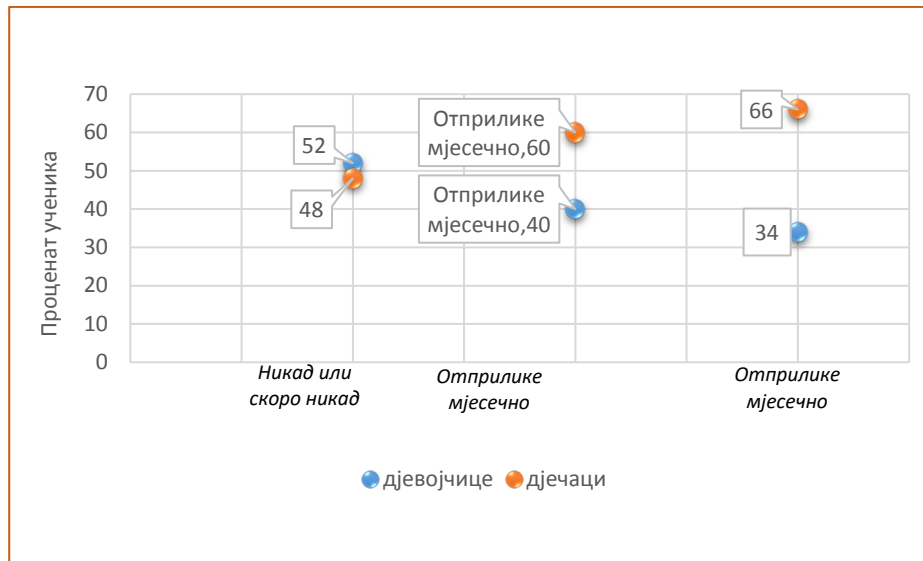 Проценат ученика
70
60
50
40
30
20
10
0
52
48
Отприлике
мјесечно,60
Отприлике
мјесечно,40
66
34
Никад или
скоро никад
Отприлике
мјесечно
Отприлике
мјесечно
дјевојчице
дјечаци